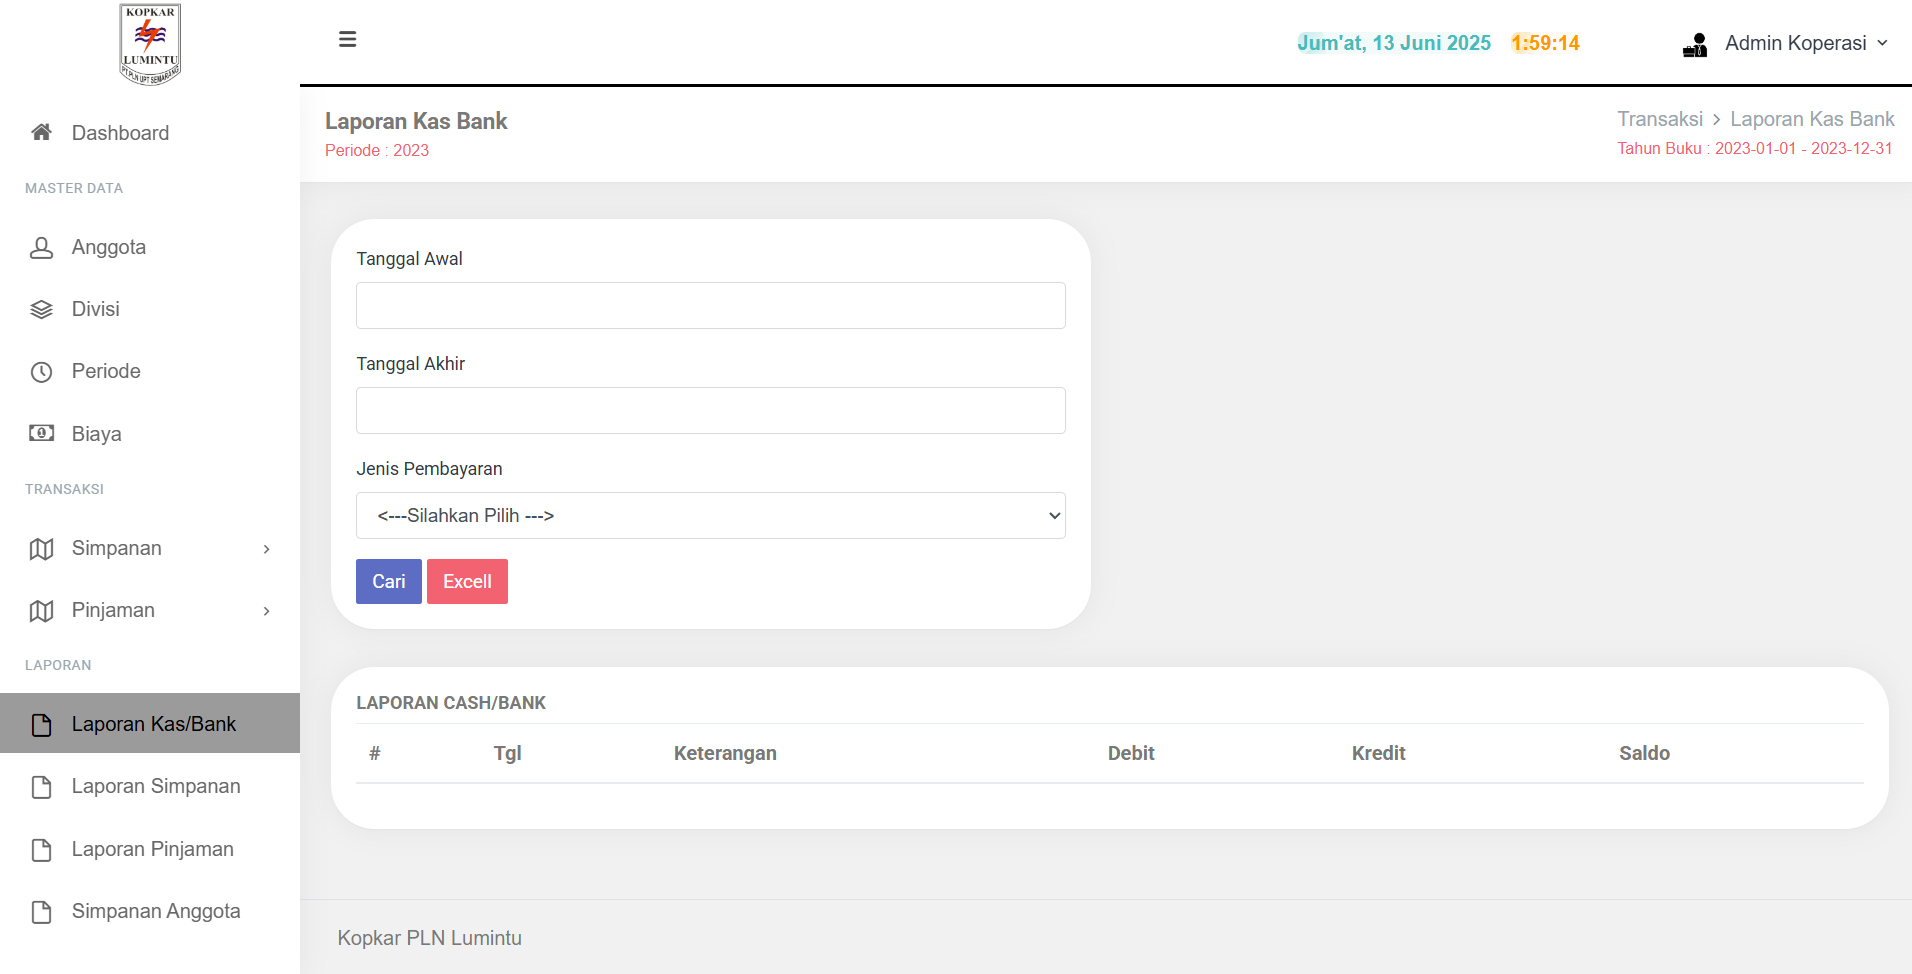 KOPKAR
LUMINTU
PT PLN UPT SEMARANG
Jum'at, 13 Juni 2025 1:59:14
Admin Koperasi
Dashboard
MASTER DATA
Anggota
Divisi
Periode
Biaya
TRANSAKSI
Simpanan
Pinjaman
LAPORAN
Laporan Kas/Bank
Laporan Simpanan
Laporan Pinjaman
Simpanan Anggota
Laporan Kas Bank
Periode : 2023
Transaksi > Laporan Kas Bank
Tahun Buku : 2023-01-01 - 2023-12-31
Tanggal Awal
Tanggal Akhir
Jenis Pembayaran
<---Silahkan Pilih --->
Cari Excell
LAPORAN CASH/BANK
# Tgl Keterangan Debit Kredit Saldo
Kopkar PLN Lumintu